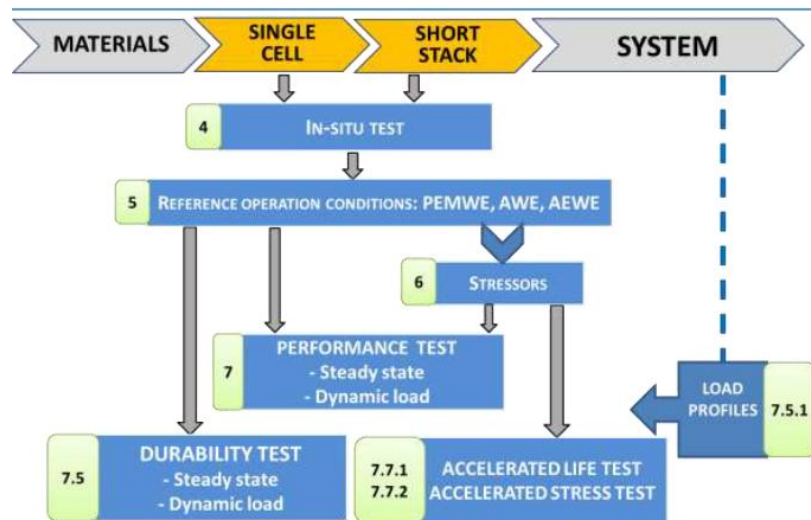 MATERIALS
SINGLE
CELL
SHORT
STACK
SYSTEM
4
IN-SITU TEST
5
REFERENCE OPERATION CONDITIONS: PEMWE, AWE, AEWE
6
STRESSORS
7
PERFORMANCE TEST
- Steady state
- Dynamic load
LOAD
PROFILES
7.5.1
7.5
DURABILITY TEST
- Steady state
- Dynamic load
7.7.1
7.7.2
ACCELERATED LIFE TEST
ACCELERATED STRESS TEST